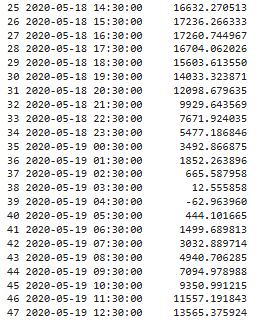 25 2020-05-18 14:30:00 16632.270513
26 2020-05-18 15:30:00 17236.266333
27 2020-05-18 16:30:00 17260.744967
28 2020-05-18 17:30:00 16704.062026
29 2020-05-18 18:30:00 15603.613550
30 2020-05-18 19:30:00 14033.323871
31 2020-05-18 20:30:00 12098.679635
32 2020-05-18 21:30:00 9929.643569
33 2020-05-18 22:30:00 7671.924035
34 2020-05-18 23:30:00 5477.186846
35 2020-05-19 00:30:00 3492.866875
36 2020-05-19 01:30:00 1852.263896
37 2020-05-19 02:30:00 665.587958
38 2020-05-19 03:30:00 12.555858
39 2020-05-19 04:30:00 -62.963960
40 2020-05-19 05:30:00 444.101665
41 2020-05-19 06:30:00 1499.689813
42 2020-05-19 07:30:00 3032.889714
43 2020-05-19 08:30:00 4940.706285
44 2020-05-19 09:30:00 7094.978988
45 2020-05-19 10:30:00 9350.991215
46 2020-05-19 11:30:00 11557.191843
47 2020-05-19 12:30:00 13565.375924